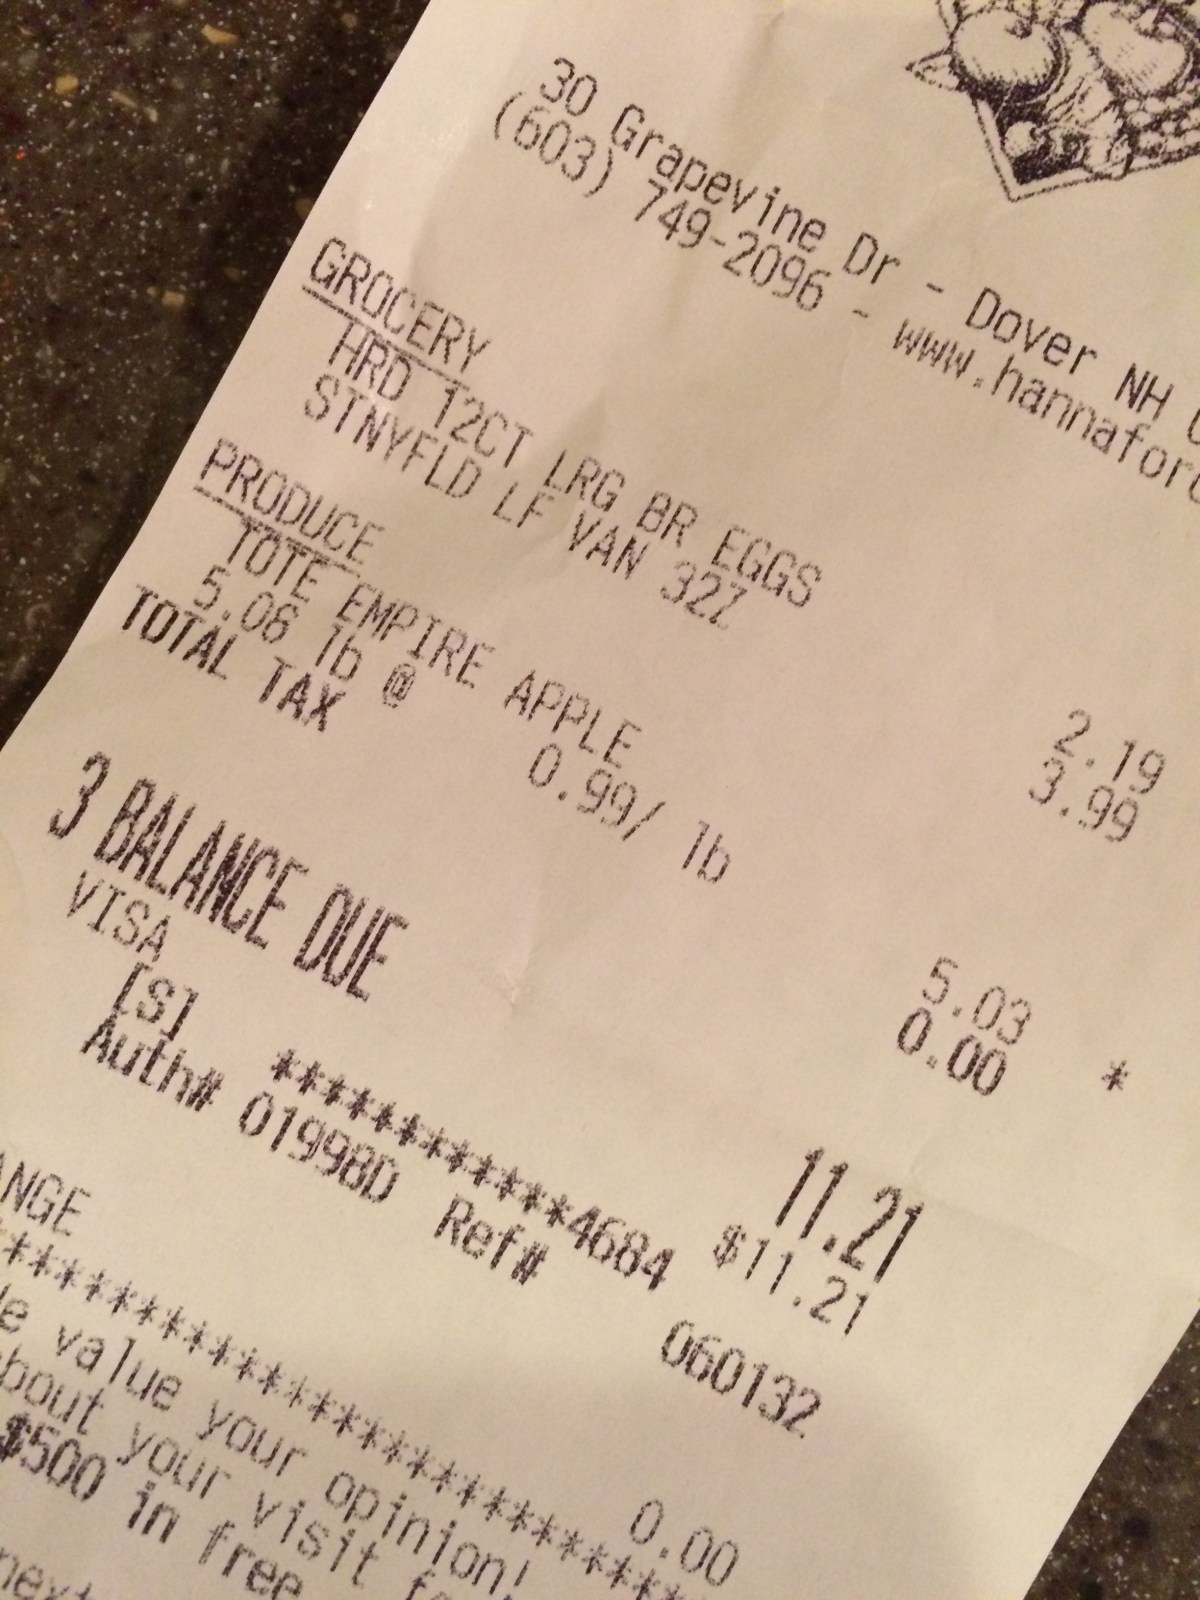 30 Grapevine Dr - Dover NH
(603) 749-2096 - www.hannaford
GROCERY
HRD 12CT LRG BR EGGS 2.19
STNYFLD LF VAN 32Z 3.99
PRODUCE
TOTE EMPIRE APPLE
5.08 lb @ 0.99/ lb 5.03 *
TOTAL TAX 0.00
3 BALANCE DUE 11.21
VISA $11.21
[S] ************4684
Auth# 01998D Ref# 060132
ANGE 0.00
******************************
e value your opinion!
bout your visit
$500 in free
next